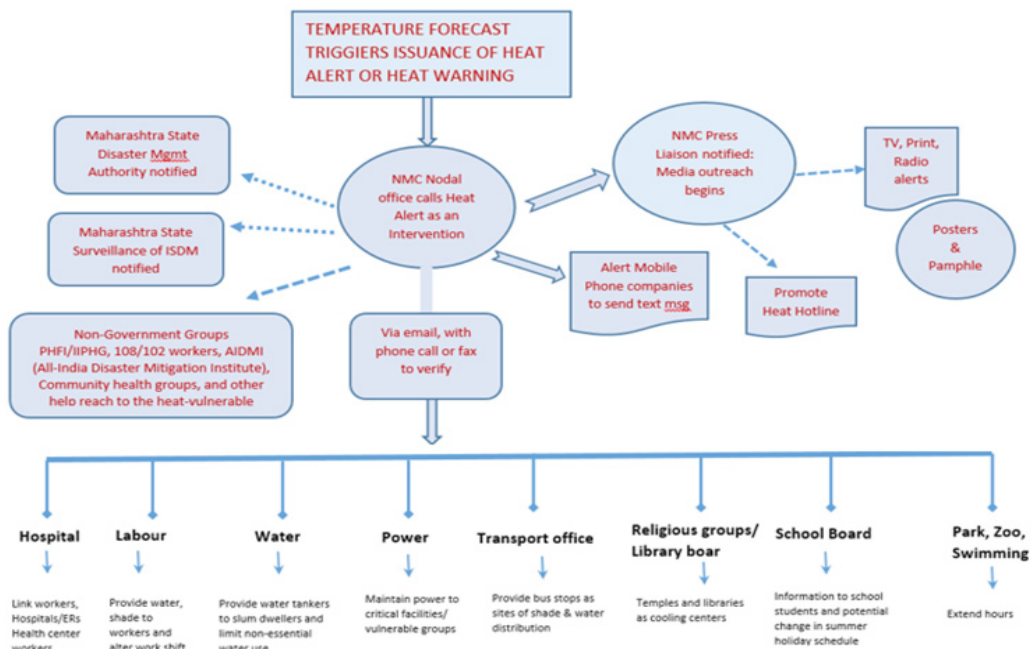 TEMPERATURE FORECAST
TRIGGIERS ISSUANCE OF HEAT
ALERT OR HEAT WARNING
Maharashtra State
Disaster Mgmt
Authority notified
NMC Nodal
office calls Heat
Alert as an
Intervention
NMC Press
Liaison notified:
Media outreach
begins
TV, Print,
Radio
alerts
Posters
&
Pamphle
Maharashtra State
Surveillance of ISDM
notified
Alert Mobile
Phone companies
to send text msg
Promote
Heat Hotline
Non-Government Groups
PHFI/IIPHG, 108/102 workers, AIDMI
(All-India Disaster Mitigation Institute),
Community health groups, and other
help reach to the heat-vulnerable
Via email, with
phone call or fax
to verify
Hospital
Link workers,
Hospitals/ERs
Health center
workers
Labour
Provide water,
shade to
workers and
alter work shift
Water
Provide water tankers
to slum dwellers and
limit non-essential
water use
Power
Maintain power to
critical facilities/
vulnerable groups
Transport office
Provide bus stops as
sites of shade & water
distribution
Religious groups/
Library boar
Temples and libraries
as cooling centers
School Board
Information to school
students and potential
change in summer
holiday schedule
Park, Zoo,
Swimming
Extend hours